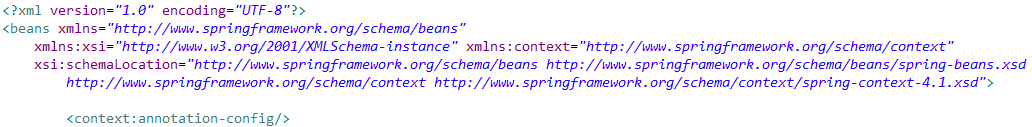 <?xml version="1.0" encoding="UTF-8"?>
<beans xmlns="http://www.springframework.org/schema/beans"
xmlns:xsi="http://www.w3.org/2001/XMLSchema-instance" xmlns:context="http://www.springframework.org/schema/context"
xsi:schemaLocation="http://www.springframework.org/schema/beans http://www.springframework.org/schema/beans/spring-beans.xsd
http://www.springframework.org/schema/context http://www.springframework.org/schema/context/spring-context-4.1.xsd">
<context:annotation-config/>